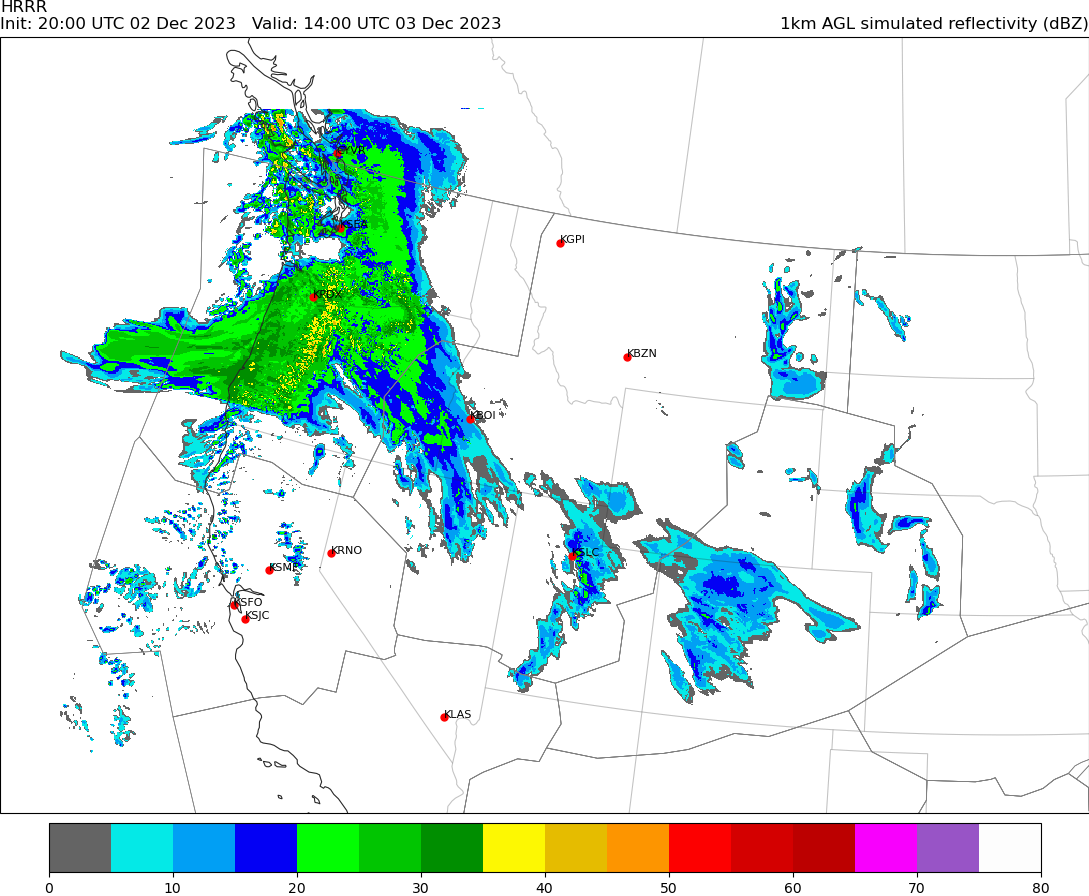 HRRR
Init: 20:00 UTC 02 Dec 2023   Valid: 14:00 UTC 03 Dec 2023
1km AGL simulated reflectivity (dBZ)
KGPI
KPDX
KBZN
KBOI
KRNO
KSLC
KSMF
KSFO
KSJC
KLAS
0 10 20 30 40 50 60 70 80